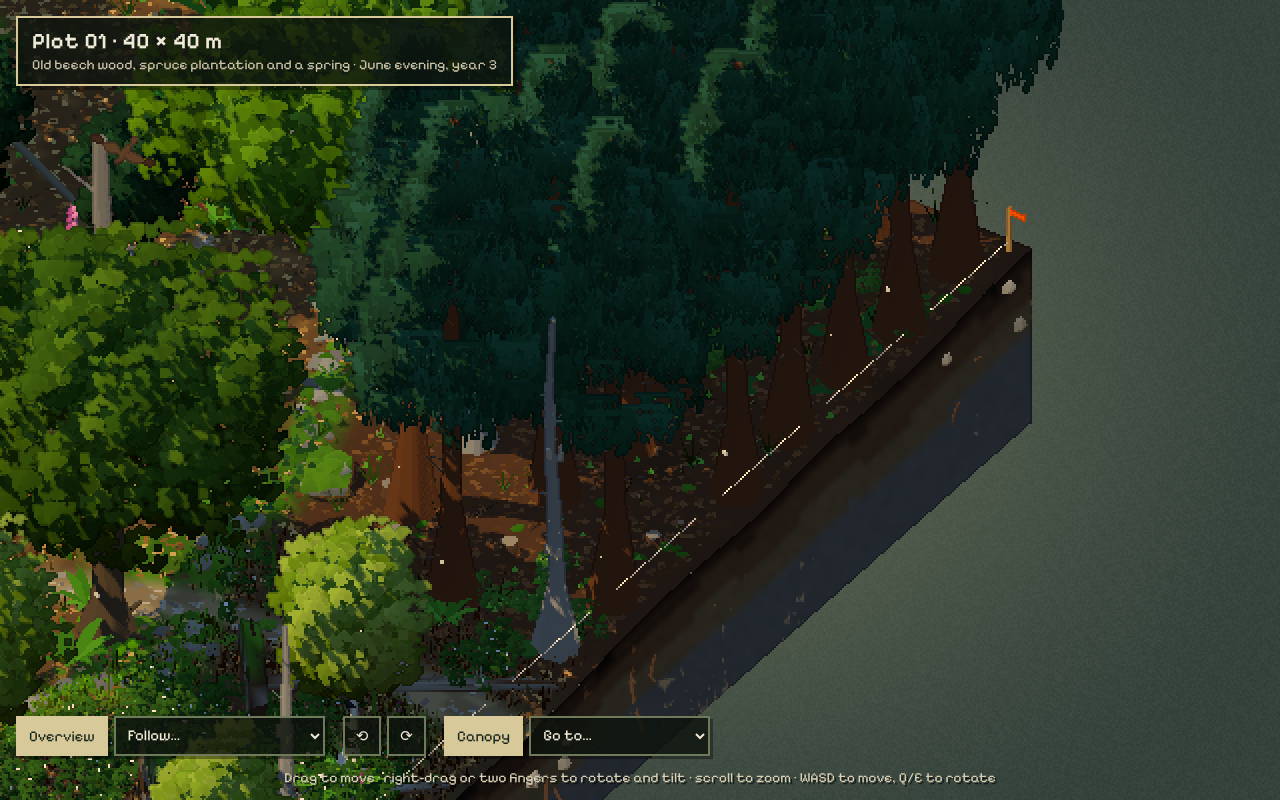 Plot 01 · 40 × 40 m
Old beech wood, spruce plantation and a spring · June evening, year 3
Overview
Follow...
⟲
⟳
Canopy
Go to...
Drag to move · right-drag or two fingers to rotate and tilt · scroll to zoom · WASD to move, Q/E to rotate